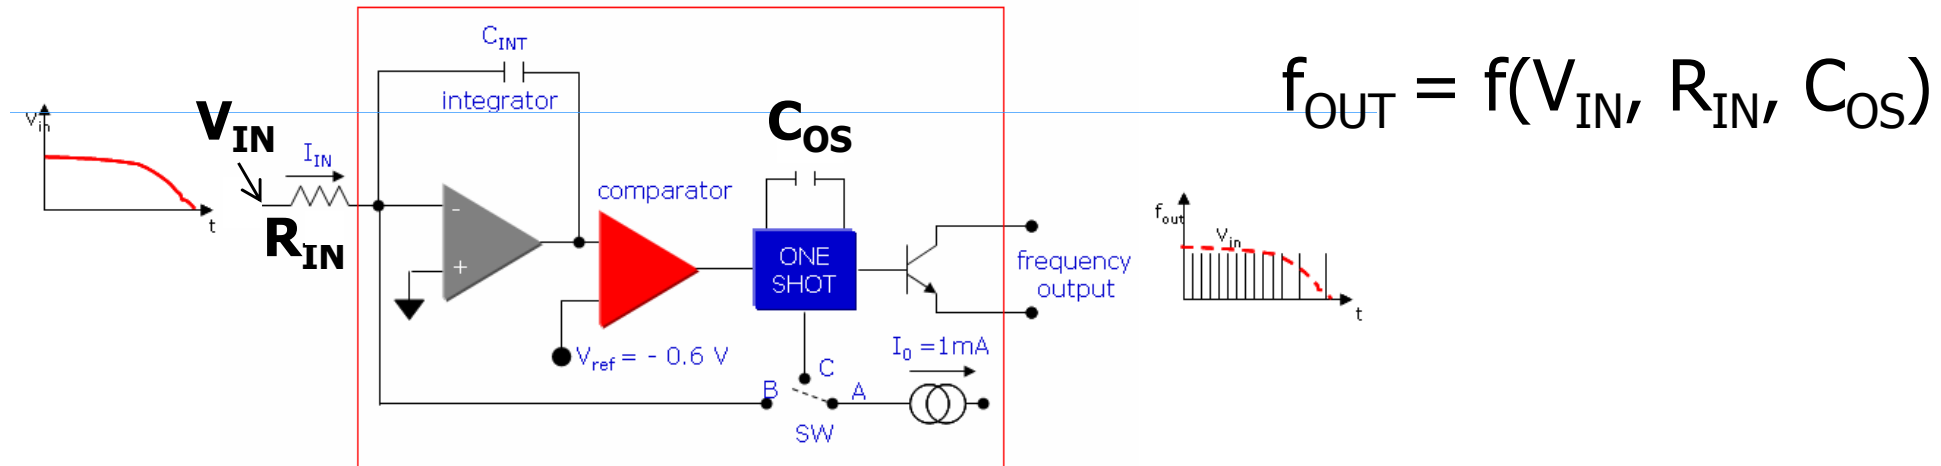 C_INT
integrator
V_in
V_IN
C_OS
f_OUT = f(V_IN, R_IN, C_OS)
I_IN
comparator
-
+
t
R_IN
ONE
SHOT
frequency
output
f_out
V_in
t
V_ref = - 0.6 V
I_0 =1mA
C
B
A
SW